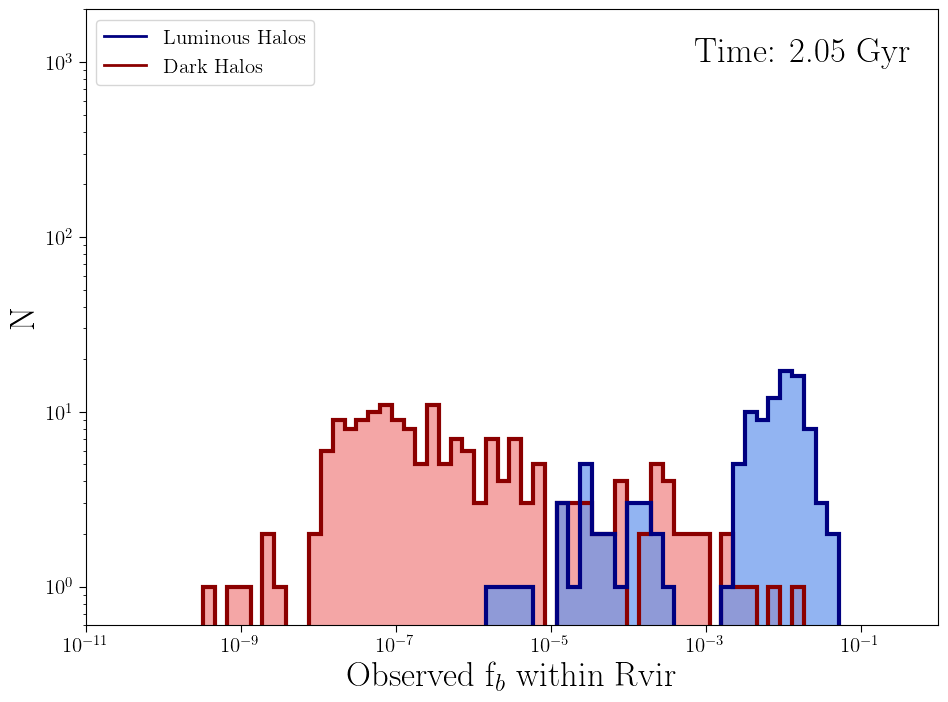 Luminous Halos
Dark Halos
Time: 2.05 Gyr
N
10³
10²
10¹
10⁰
10⁻¹¹ 10⁻⁹ 10⁻⁷ 10⁻⁵ 10⁻³ 10⁻¹
Observed f_b within Rvir